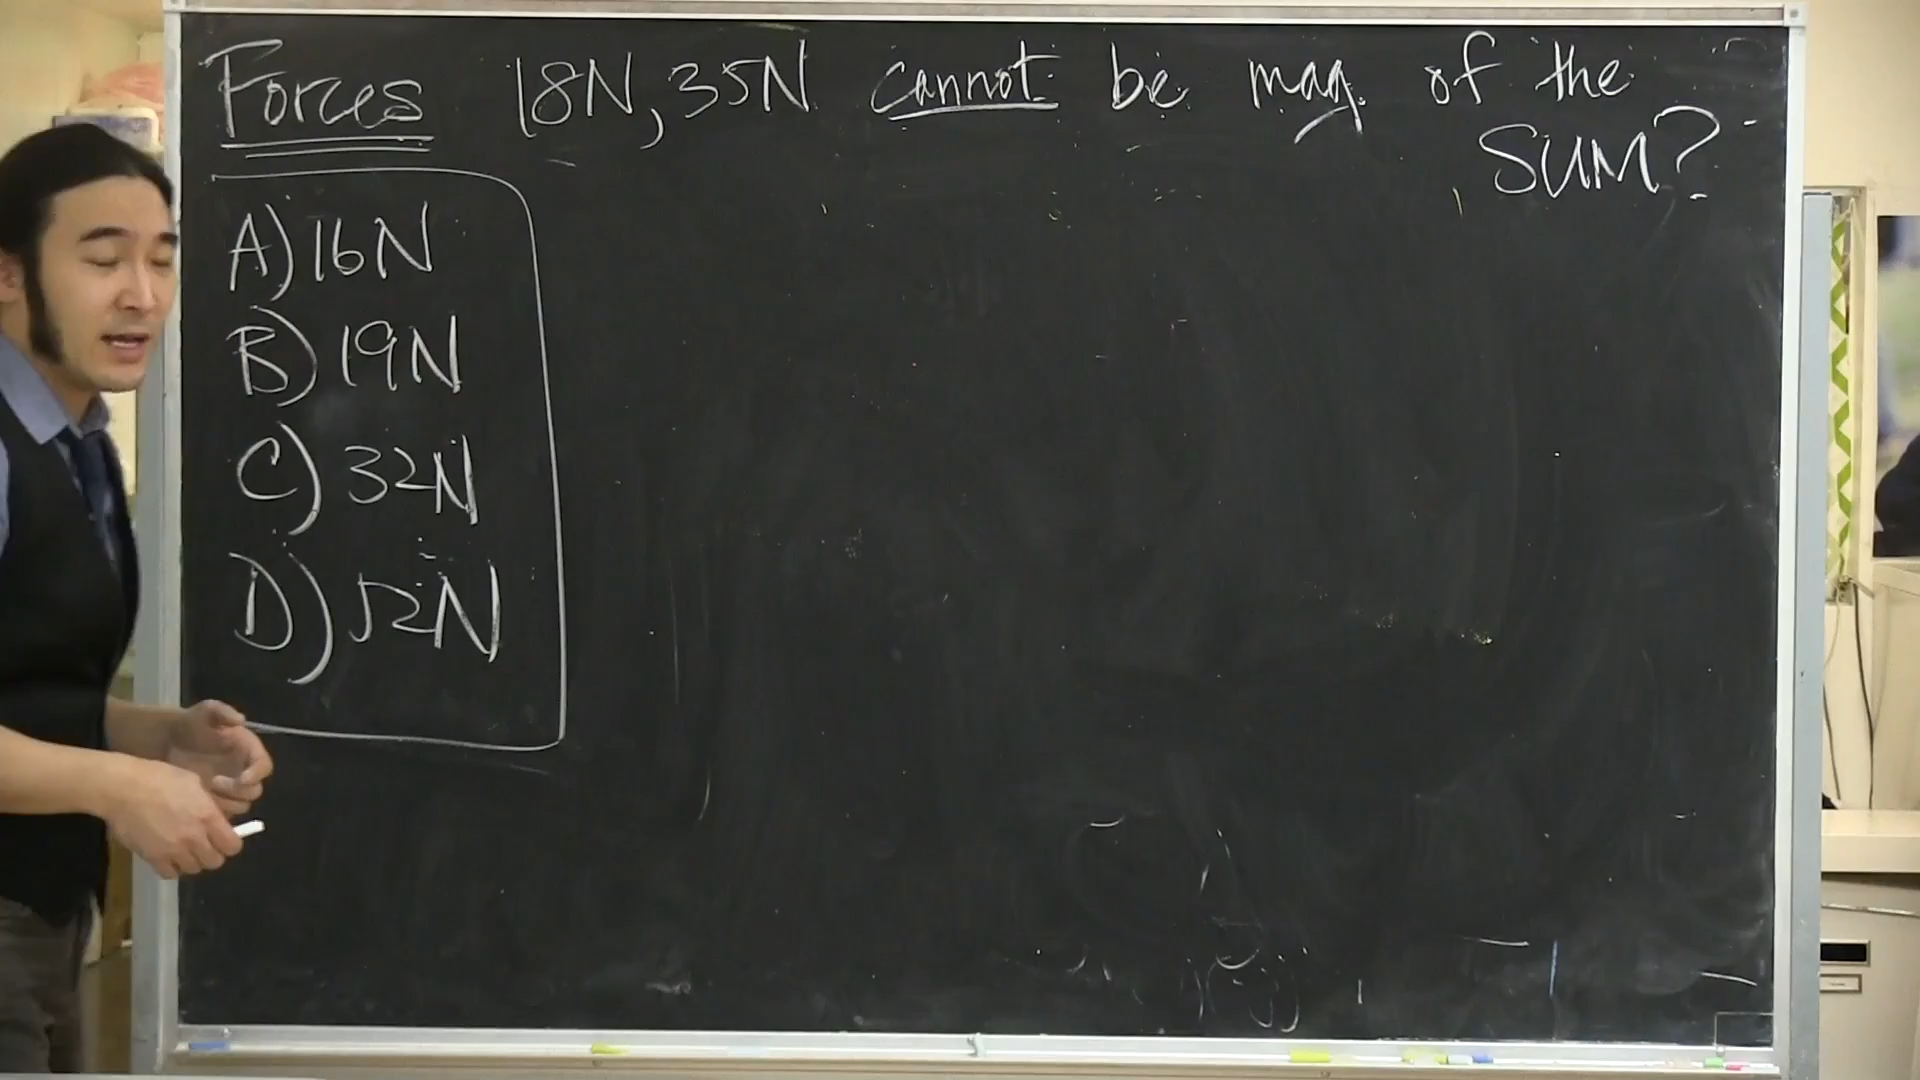 Forces 18N, 35N cannot be mag. of the
SUM?
A) 16N
B) 19N
C) 32N
D) 52N